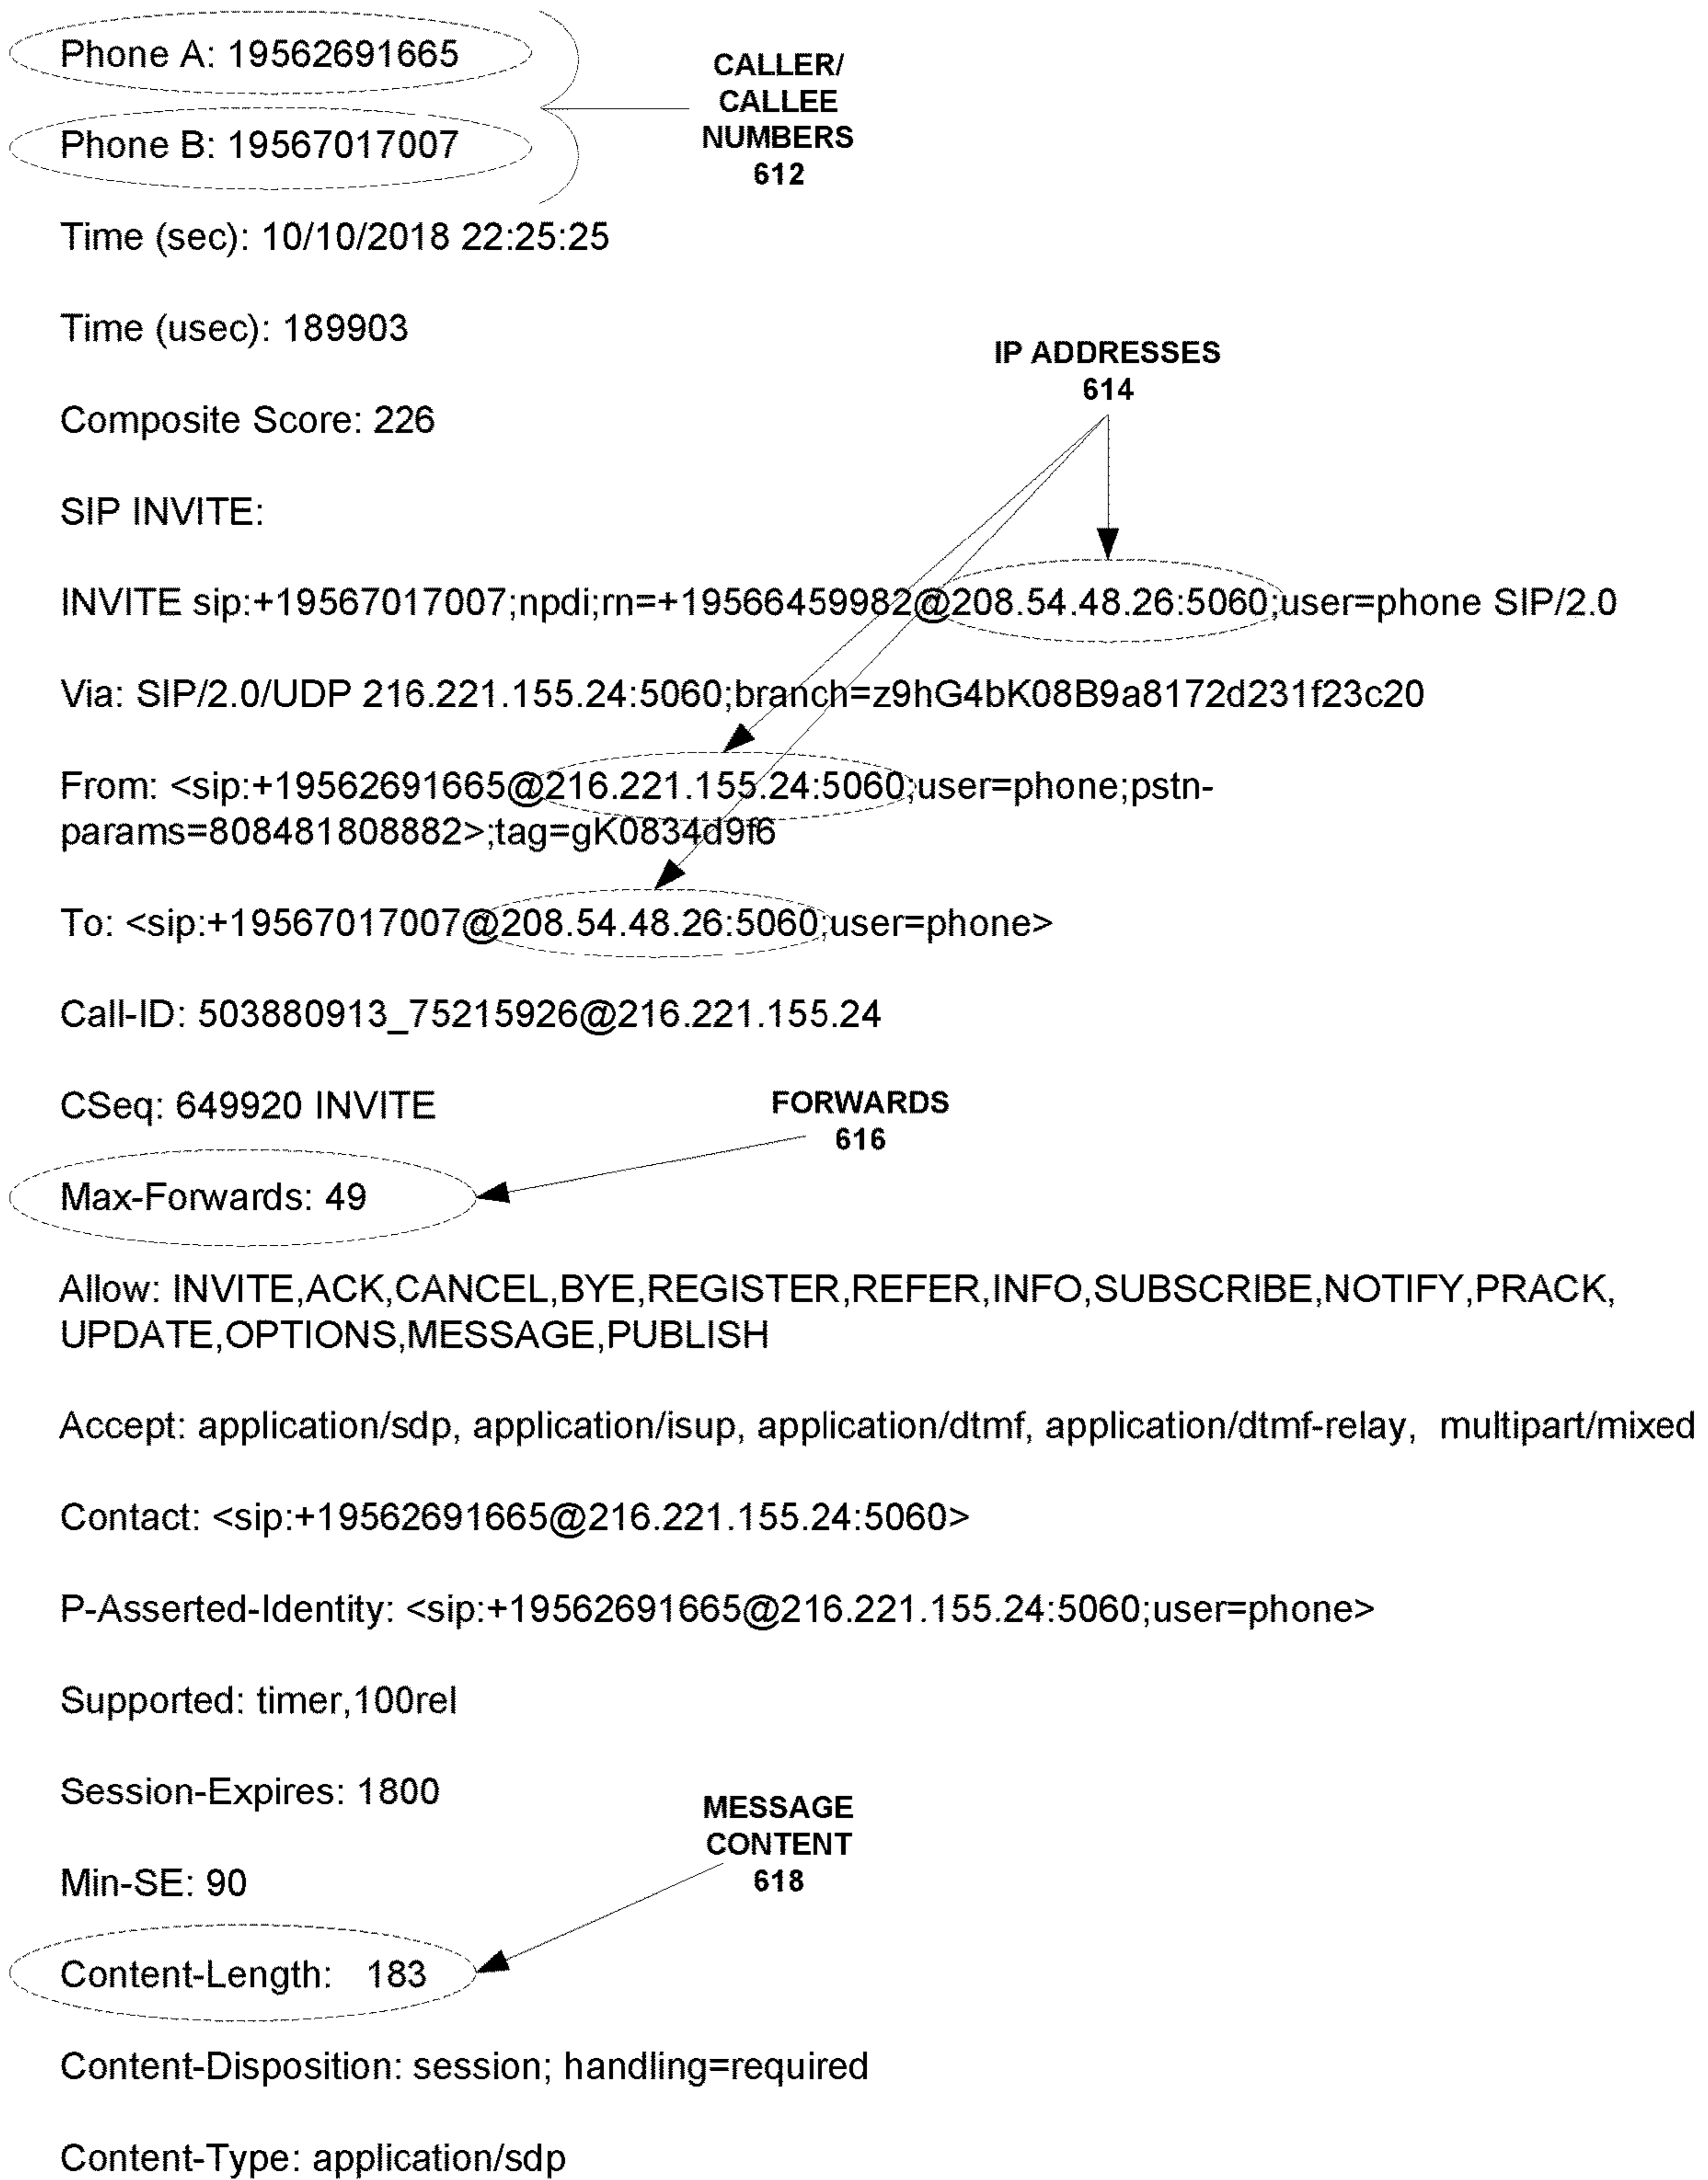 Phone A: 19562691665
CALLER/
CALLEE
NUMBERS
612
Phone B: 19567017007
Time (sec): 10/10/2018 22:25:25
Time (usec): 189903
IP ADDRESSES
614
Composite Score: 226
SIP INVITE:
INVITE sip:+19567017007;npdi;rn=+19566459982@208.54.48.26:5060;user=phone SIP/2.0
Via: SIP/2.0/UDP 216.221.155.24:5060;branch=z9hG4bK08B9a8172d231f23c20
From: <sip:+19562691665@216.221.155.24:5060;user=phone;pstn-
params=808481808882>;tag=gK0834d9f6
To: <sip:+19567017007@208.54.48.26:5060;user=phone>
Call-ID: 503880913_75215926@216.221.155.24
CSeq: 649920 INVITE
FORWARDS
616
Max-Forwards: 49
Allow: INVITE,ACK,CANCEL,BYE,REGISTER,REFER,INFO,SUBSCRIBE,NOTIFY,PRACK,
UPDATE,OPTIONS,MESSAGE,PUBLISH
Accept: application/sdp, application/isup, application/dtmf, application/dtmf-relay,  multipart/mixed
Contact: <sip:+19562691665@216.221.155.24:5060>
P-Asserted-Identity: <sip:+19562691665@216.221.155.24:5060;user=phone>
Supported: timer,100rel
Session-Expires: 1800
MESSAGE
CONTENT
618
Min-SE: 90
Content-Length:   183
Content-Disposition: session; handling=required
Content-Type: application/sdp